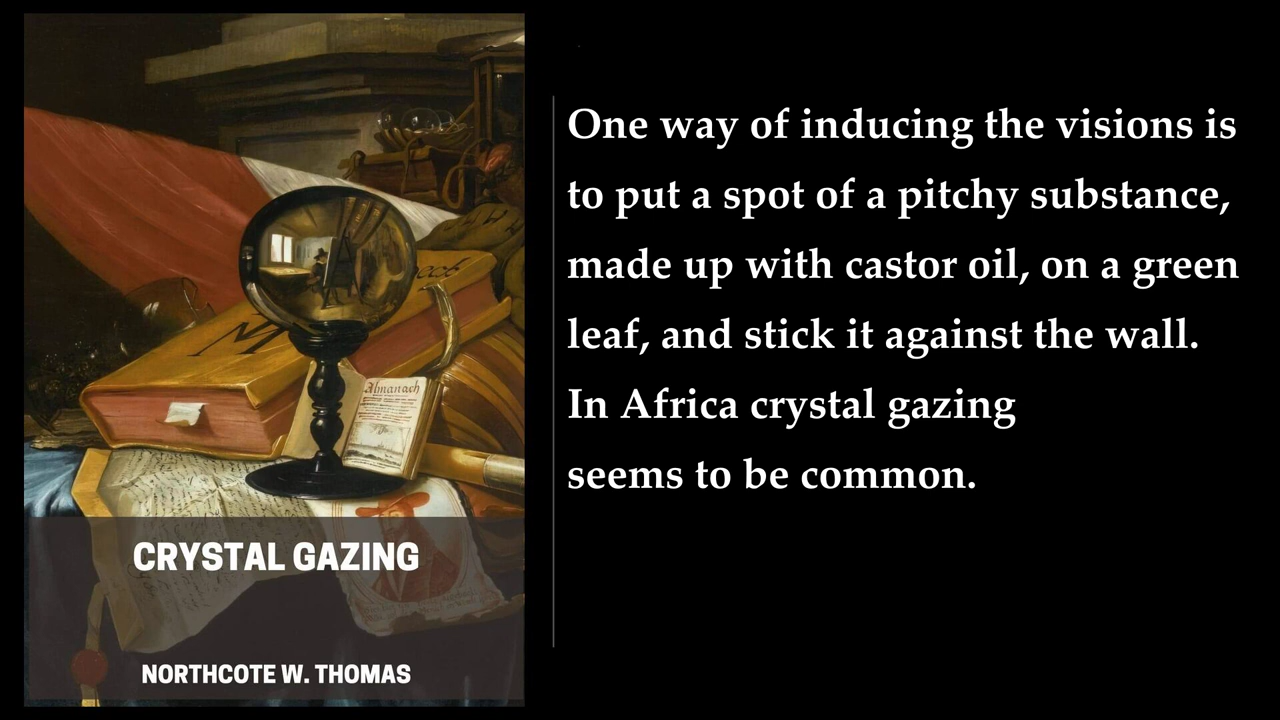 M
Almanach
CRYSTAL GAZING
NORTHCOTE W. THOMAS
One way of inducing the visions is
to put a spot of a pitchy substance,
made up with castor oil, on a green
leaf, and stick it against the wall.
In Africa crystal gazing
seems to be common.